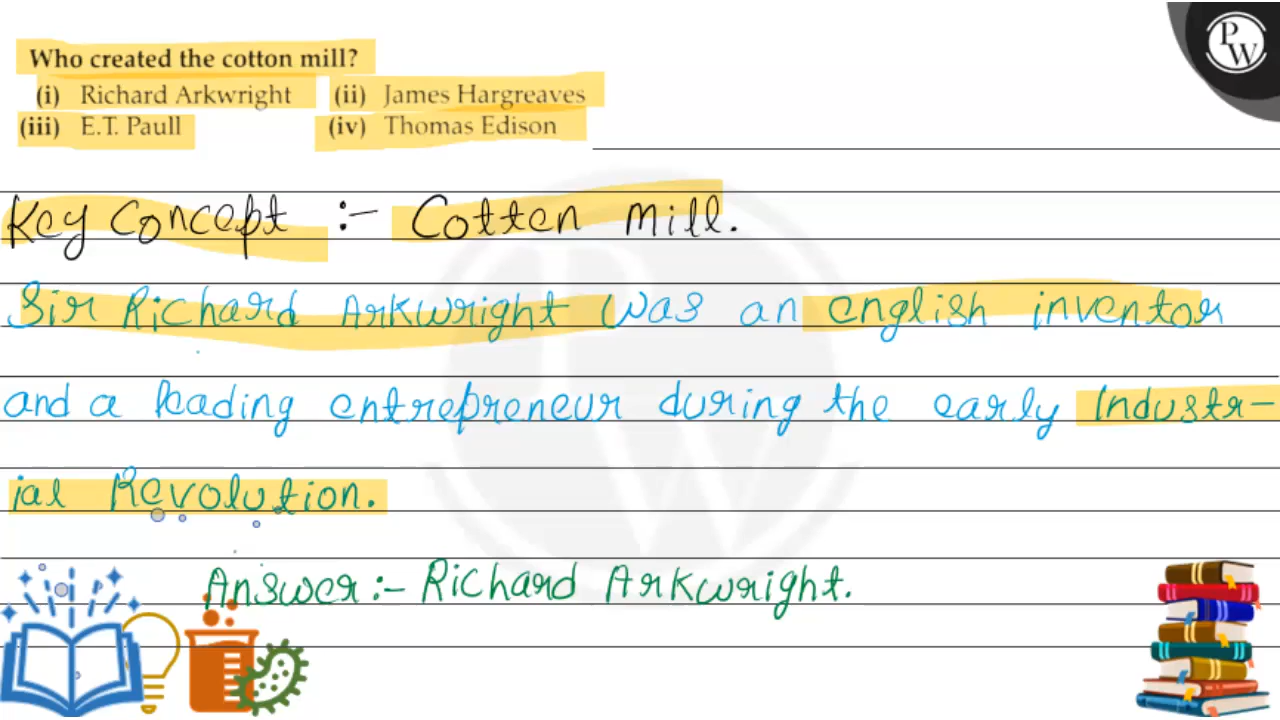 Who created the cotton mill?
(i) Richard Arkwright (ii) James Hargreaves
(iii) E.T. Paull (iv) Thomas Edison
Key Concept :- Cotten mill.
Sir Richard Arkwright was an english inventor
and a leading entrepreneur during the early Industr-
ial Revolution.
Answer :- Richard Arkwright.
PW